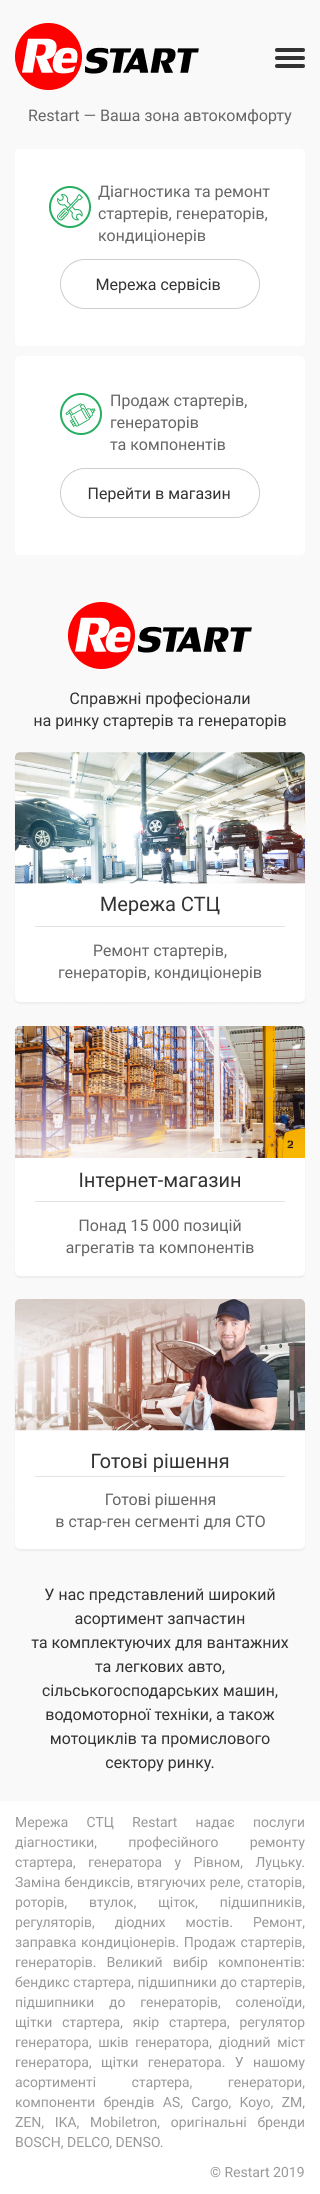 ReSTART
Restart — Ваша зона автокомфорту
Діагностика та ремонт
стартерів, генераторів,
кондиціонерів
Мережа сервісів
Продаж стартерів,
генераторів
та компонентів
Перейти в магазин
ReSTART
Справжні професіонали
на ринку стартерів та генераторів
Мережа СТЦ
Ремонт стартерів,
генераторів, кондиціонерів
2
Інтернет-магазин
Понад 15 000 позицій
агрегатів та компонентів
Готові рішення
Готові рішення
в стар-ген сегменті для СТО
У нас представлений широкий
асортимент запчастин
та комплектуючих для вантажних
та легкових авто,
сільськогосподарських машин,
водомоторної техніки, а також
мотоциклів та промислового
сектору ринку.
Мережа СТЦ Restart надає послуги
діагностики, професійного ремонту
стартера, генератора у Рівном, Луцьку.
Заміна бендиксів, втягуючих реле, статорів,
роторів, втулок, щіток, підшипників,
регуляторів, діодних мостів. Ремонт,
заправка кондиціонерів. Продаж стартерів,
генераторів. Великий вибір компонентів:
бендикс стартера, підшипники до стартерів,
підшипники до генераторів, соленоїди,
щітки стартера, якір стартера, регулятор
генератора, шків генератора, діодний міст
генератора, щітки генератора. У нашому
асортименті стартера, генератори,
компоненти брендів AS, Cargo, Koyo, ZM,
ZEN, IKA, Mobiletron, оригінальні бренди
BOSCH, DELCO, DENSO.
© Restart 2019